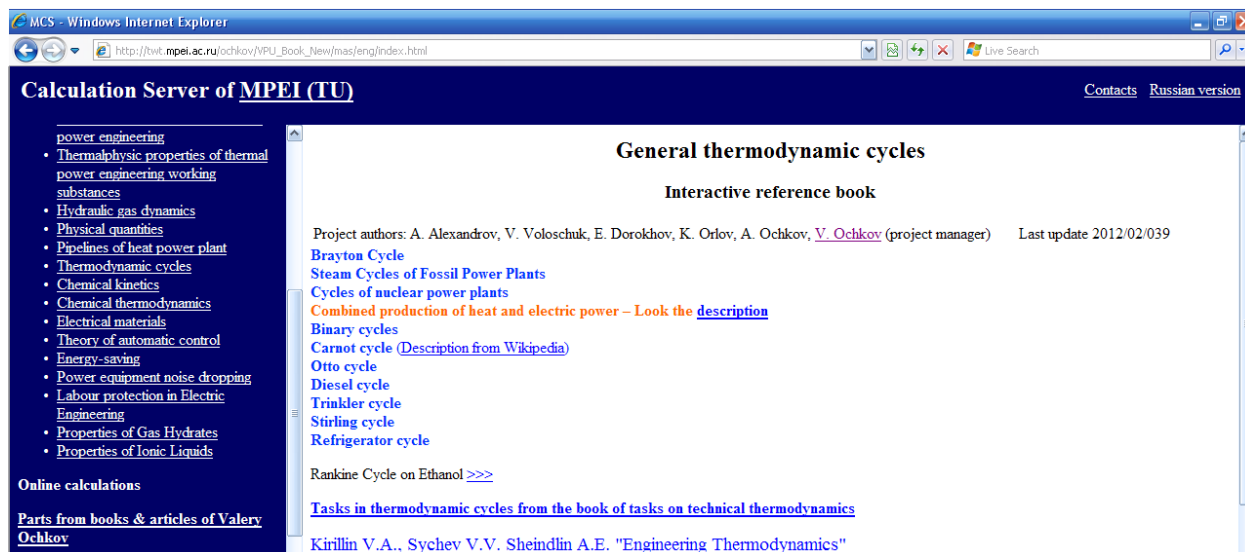 MCS - Windows Internet Explorer
http://twt.mpei.ac.ru/ochkov/VPU_Book_New/mas/eng/index.html
Live Search
Calculation Server of MPEI (TU)
Contacts Russian version
power engineering
• Thermalphysic properties of thermal
power engineering working
substances
• Hydraulic gas dynamics
• Physical quantities
• Pipelines of heat power plant
• Thermodynamic cycles
• Chemical kinetics
• Chemical thermodynamics
• Electrical materials
• Theory of automatic control
• Energy-saving
• Power equipment noise dropping
• Labour protection in Electric
Engineering
• Properties of Gas Hydrates
• Properties of Ionic Liquids
Online calculations
Parts from books & articles of Valery
Ochkov
General thermodynamic cycles
Interactive reference book
Project authors: A. Alexandrov, V. Voloschuk, E. Dorokhov, K. Orlov, A. Ochkov, V. Ochkov (project manager) Last update 2012/02/039
Brayton Cycle
Steam Cycles of Fossil Power Plants
Cycles of nuclear power plants
Combined production of heat and electric power – Look the description
Binary cycles
Carnot cycle (Description from Wikipedia)
Otto cycle
Diesel cycle
Trinkler cycle
Stirling cycle
Refrigerator cycle
Rankine Cycle on Ethanol >>>
Tasks in thermodynamic cycles from the book of tasks on technical thermodynamics
Kirillin V.A., Sychev V.V. Sheindlin A.E. "Engineering Thermodynamics"